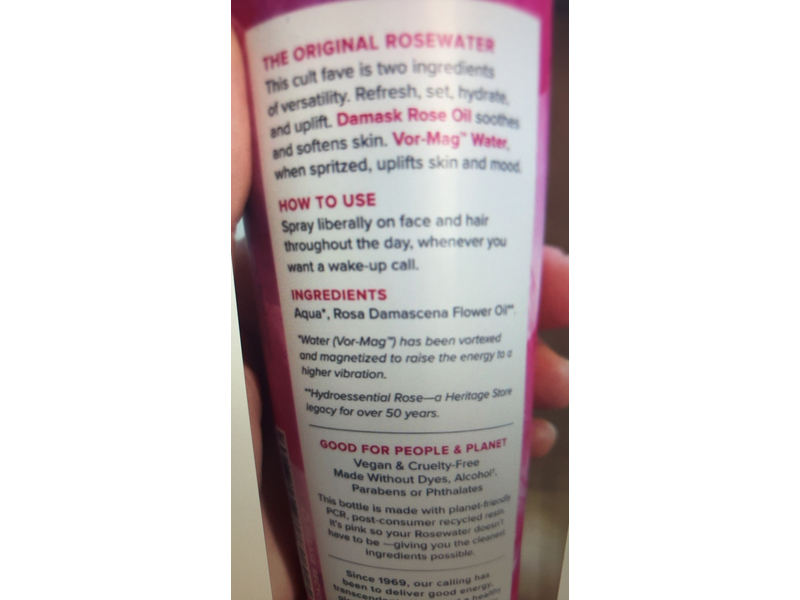 THE ORIGINAL ROSEWATER
This cult fave is two ingredients
of versatility. Refresh, set, hydrate,
and uplift. Damask Rose Oil soothes
and softens skin. Vor-Mag™ Water,
when spritzed, uplifts skin and mood.
HOW TO USE
Spray liberally on face and hair
throughout the day, whenever you
want a wake-up call.
INGREDIENTS
Aqua*, Rosa Damascena Flower Oil**.
*Water (Vor-Mag™) has been vortexed
and magnetized to raise the energy to a
higher vibration.
**Hydroessential Rose—a Heritage Store
legacy for over 50 years.
GOOD FOR PEOPLE & PLANET
Vegan & Cruelty-Free
Made Without Dyes, Alcohol†,
Parabens or Phthalates
This bottle is made with planet-friendly
PCR, post-consumer recycled resin.
It's pink so your Rosewater doesn't
have to be —giving you the cleanest
ingredients possible.
Since 1969, our calling has
been to deliver good energy,
a healthy